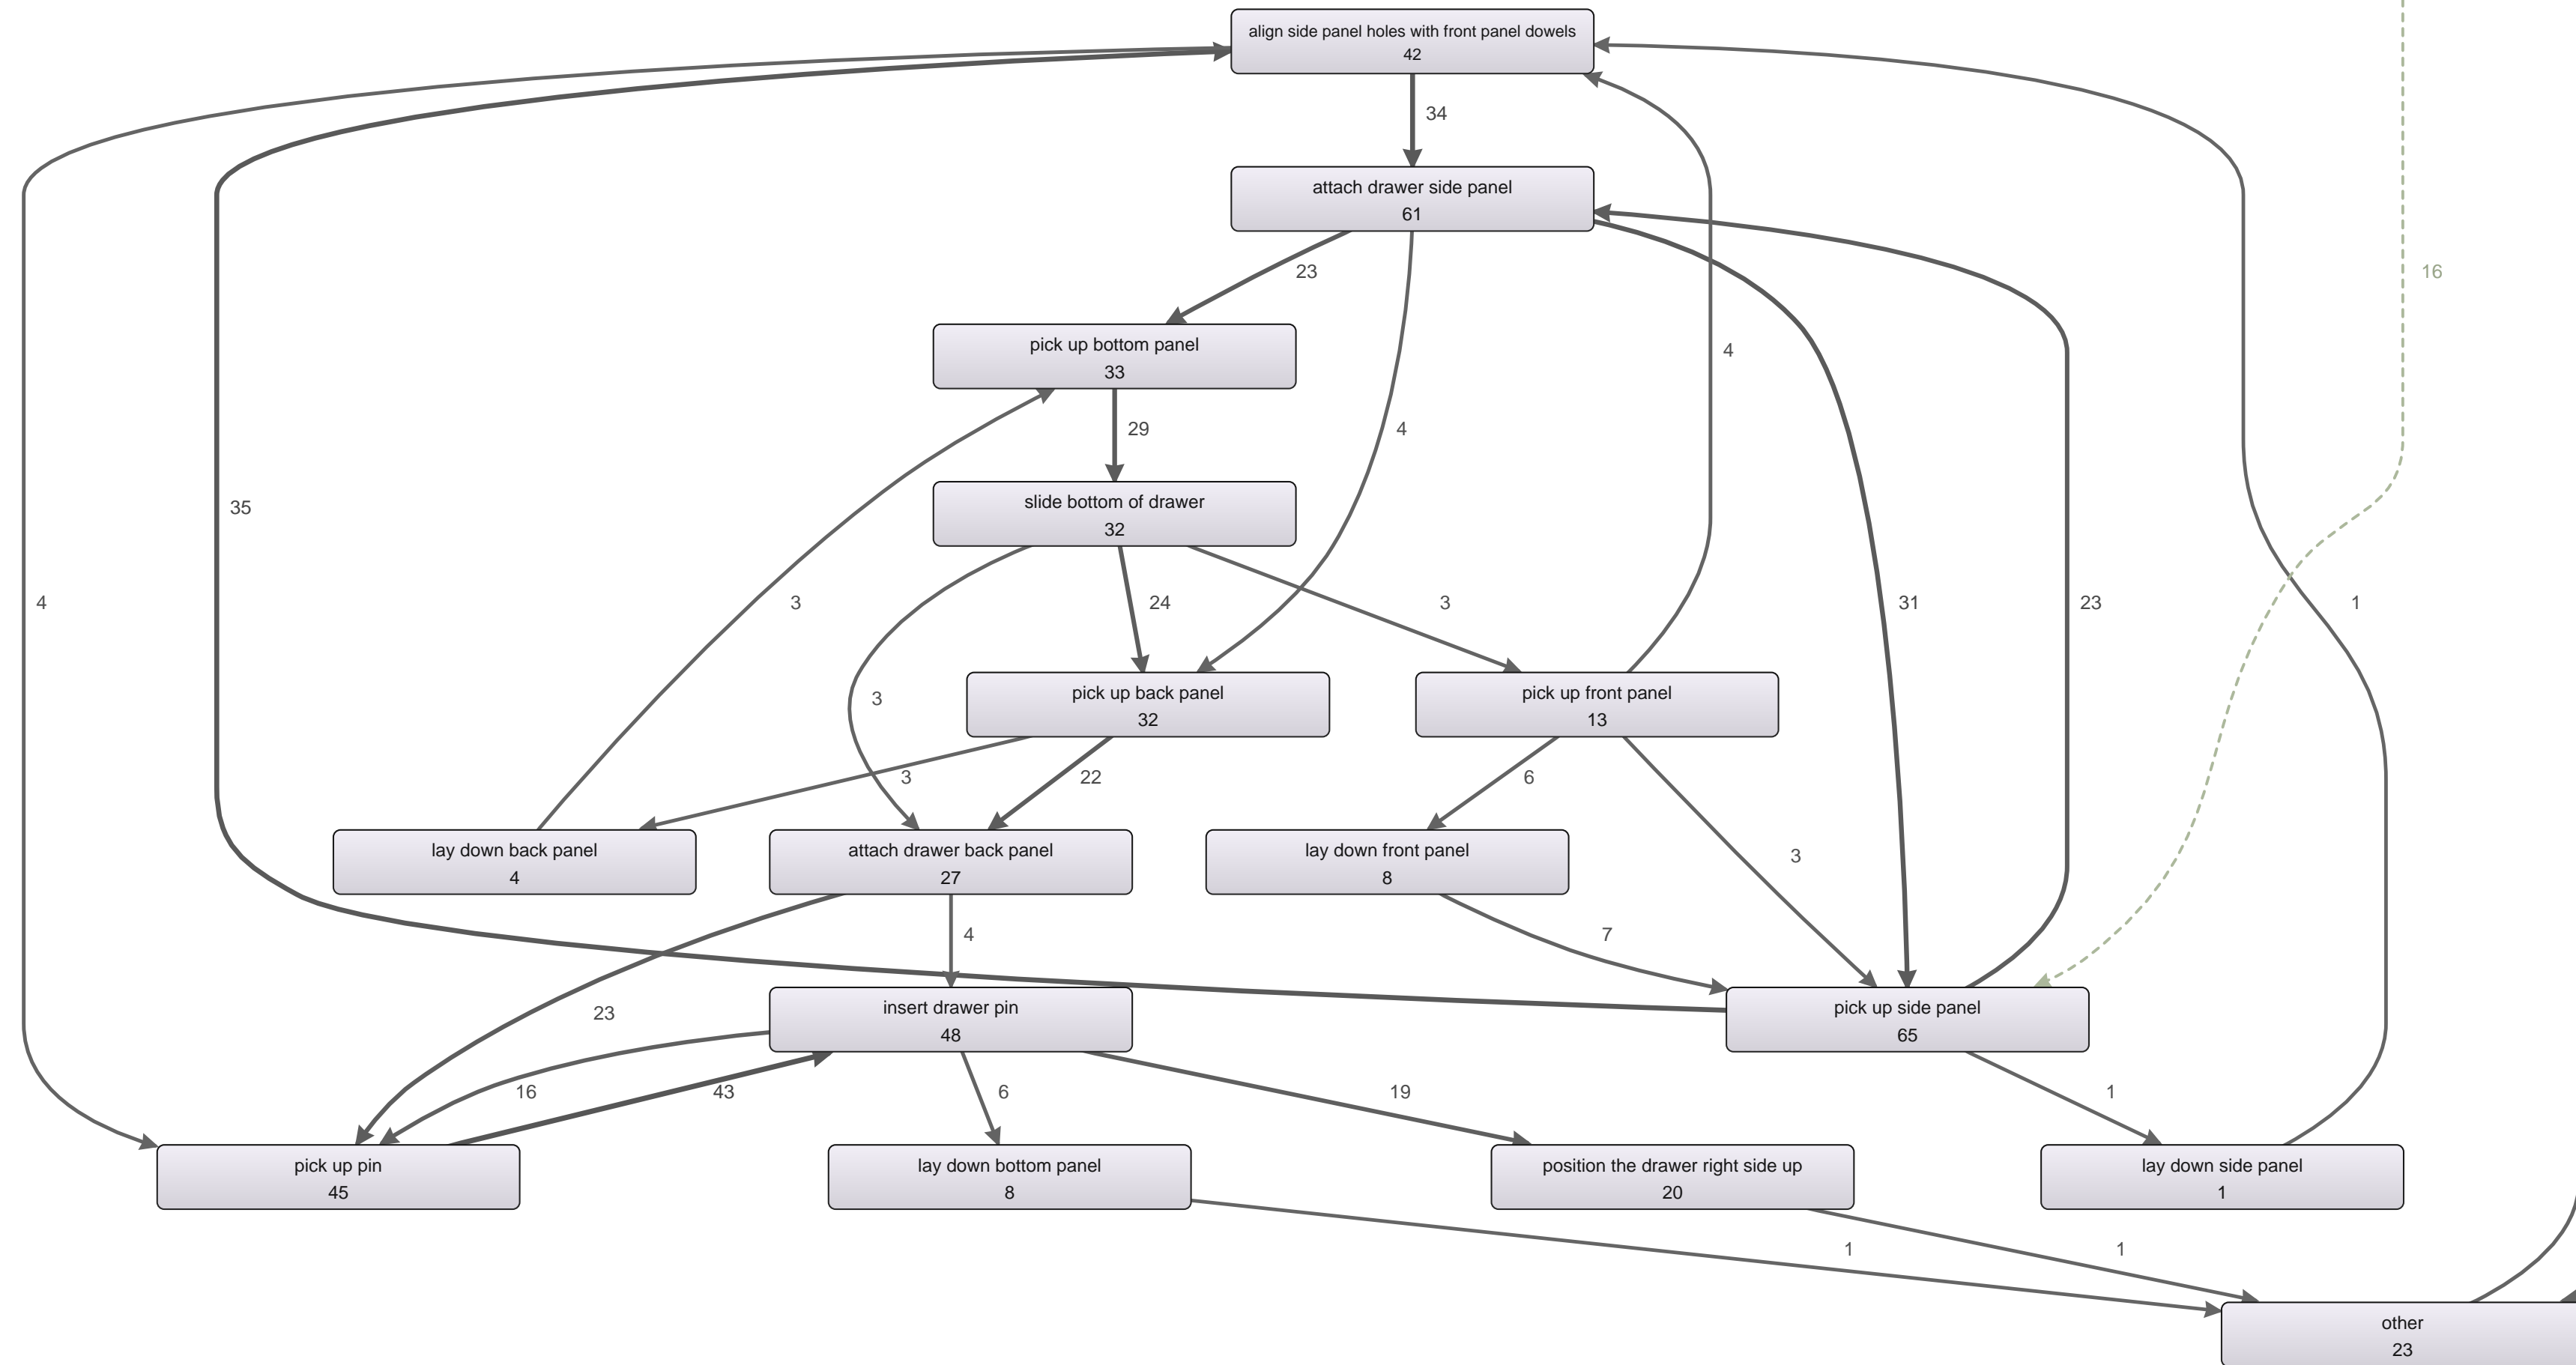 align side panel holes with front panel dowels
42
34
attach drawer side panel
61
16
23
pick up bottom panel
33
4
29
4
slide bottom of drawer
32
35
4
3
24
3
31
23
1
pick up back panel
32
pick up front panel
13
3
3
22
6
lay down back panel
4
attach drawer back panel
27
lay down front panel
8
3
4
7
insert drawer pin
48
pick up side panel
65
23
16
43
6
19
1
pick up pin
45
lay down bottom panel
8
position the drawer right side up
20
lay down side panel
1
1
1
other
23